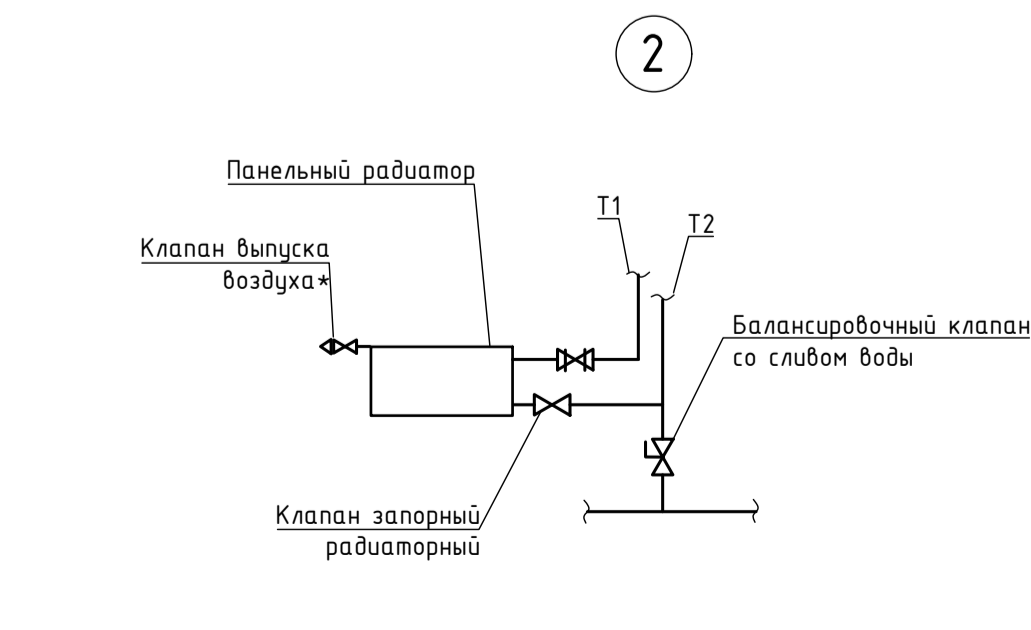 2
Панельный радиатор
Т1
Т2
Клапан выпуска
воздуха*
Балансировочный клапан
со сливом воды
Клапан запорный
радиаторный